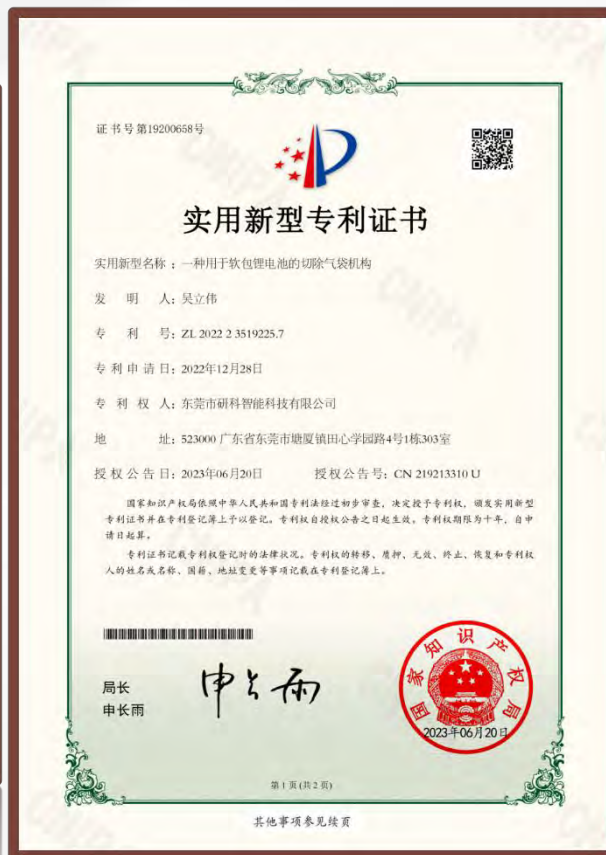 证书号第19200658号
实用新型专利证书
实用新型名称：一种用于软包锂电池的切除气袋机构
发 明 人：吴立伟
专 利 号：ZL 2022 2 3519225.7
专利申请日：2022年12月28日
专 利 权 人：东莞市研科智能科技有限公司
地 址：523000 广东省东莞市塘厦镇田心学园路4号1栋303室
授权公告日：2023年06月20日 授权公告号：CN 219213310 U
国家知识产权局依照中华人民共和国专利法经过初步审查，决定授予专利权，颁发实用新型
专利证书并在专利登记簿上予以登记。专利权自授权公告之日起生效。专利权期限为十年，自申
请日起算。
专利证书记载专利权登记时的法律状况。专利权的转移、质押、无效、终止、恢复和专利权
人的姓名或名称、国籍、地址变更等事项记载在专利登记簿上。
局长
申长雨
申长雨
国家知识产权局
2023年06月20日
第 1 页 (共 2 页)
其他事项参见续页
CNIPA